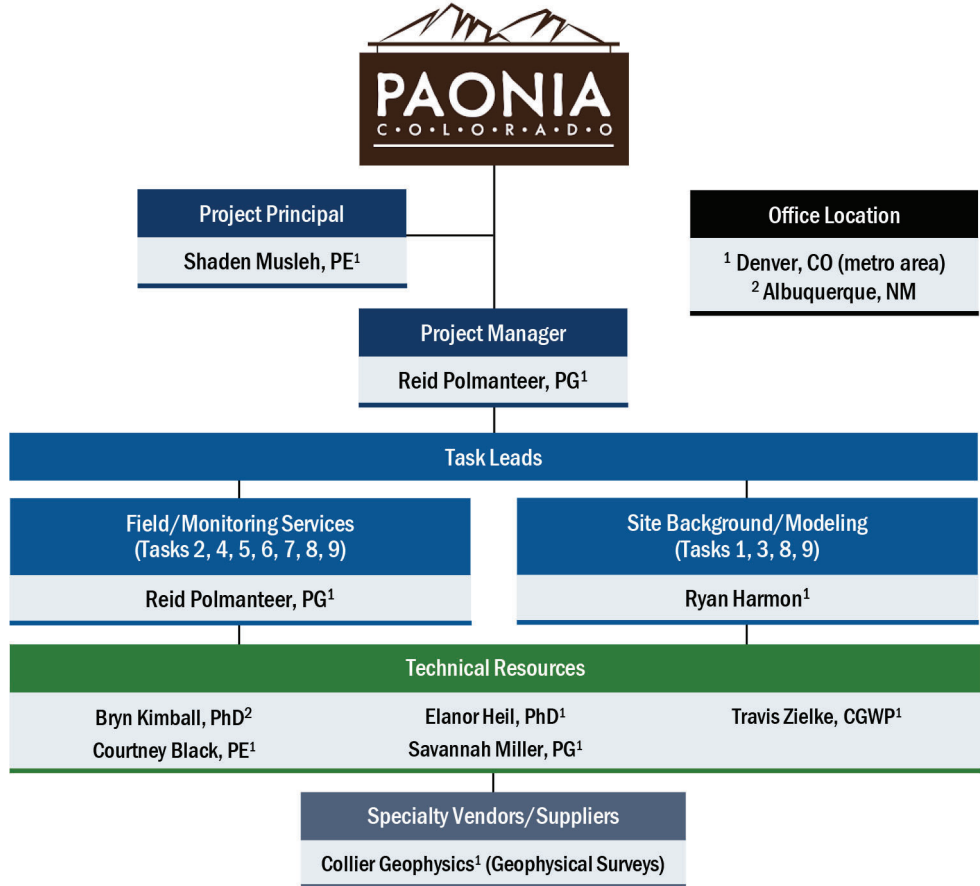 PAONIA
C•O•L•O•R•A•D•O
Project Principal
Shaden Musleh, PE¹
Office Location
¹ Denver, CO (metro area)
² Albuquerque, NM
Project Manager
Reid Polmanteer, PG¹
Task Leads
Field/Monitoring Services
(Tasks 2, 4, 5, 6, 7, 8, 9)
Reid Polmanteer, PG¹
Site Background/Modeling
(Tasks 1, 3, 8, 9)
Ryan Harmon¹
Technical Resources
Bryn Kimball, PhD²
Courtney Black, PE¹
Elanor Heil, PhD¹
Savannah Miller, PG¹
Travis Zielke, CGWP¹
Specialty Vendors/Suppliers
Collier Geophysics¹ (Geophysical Surveys)